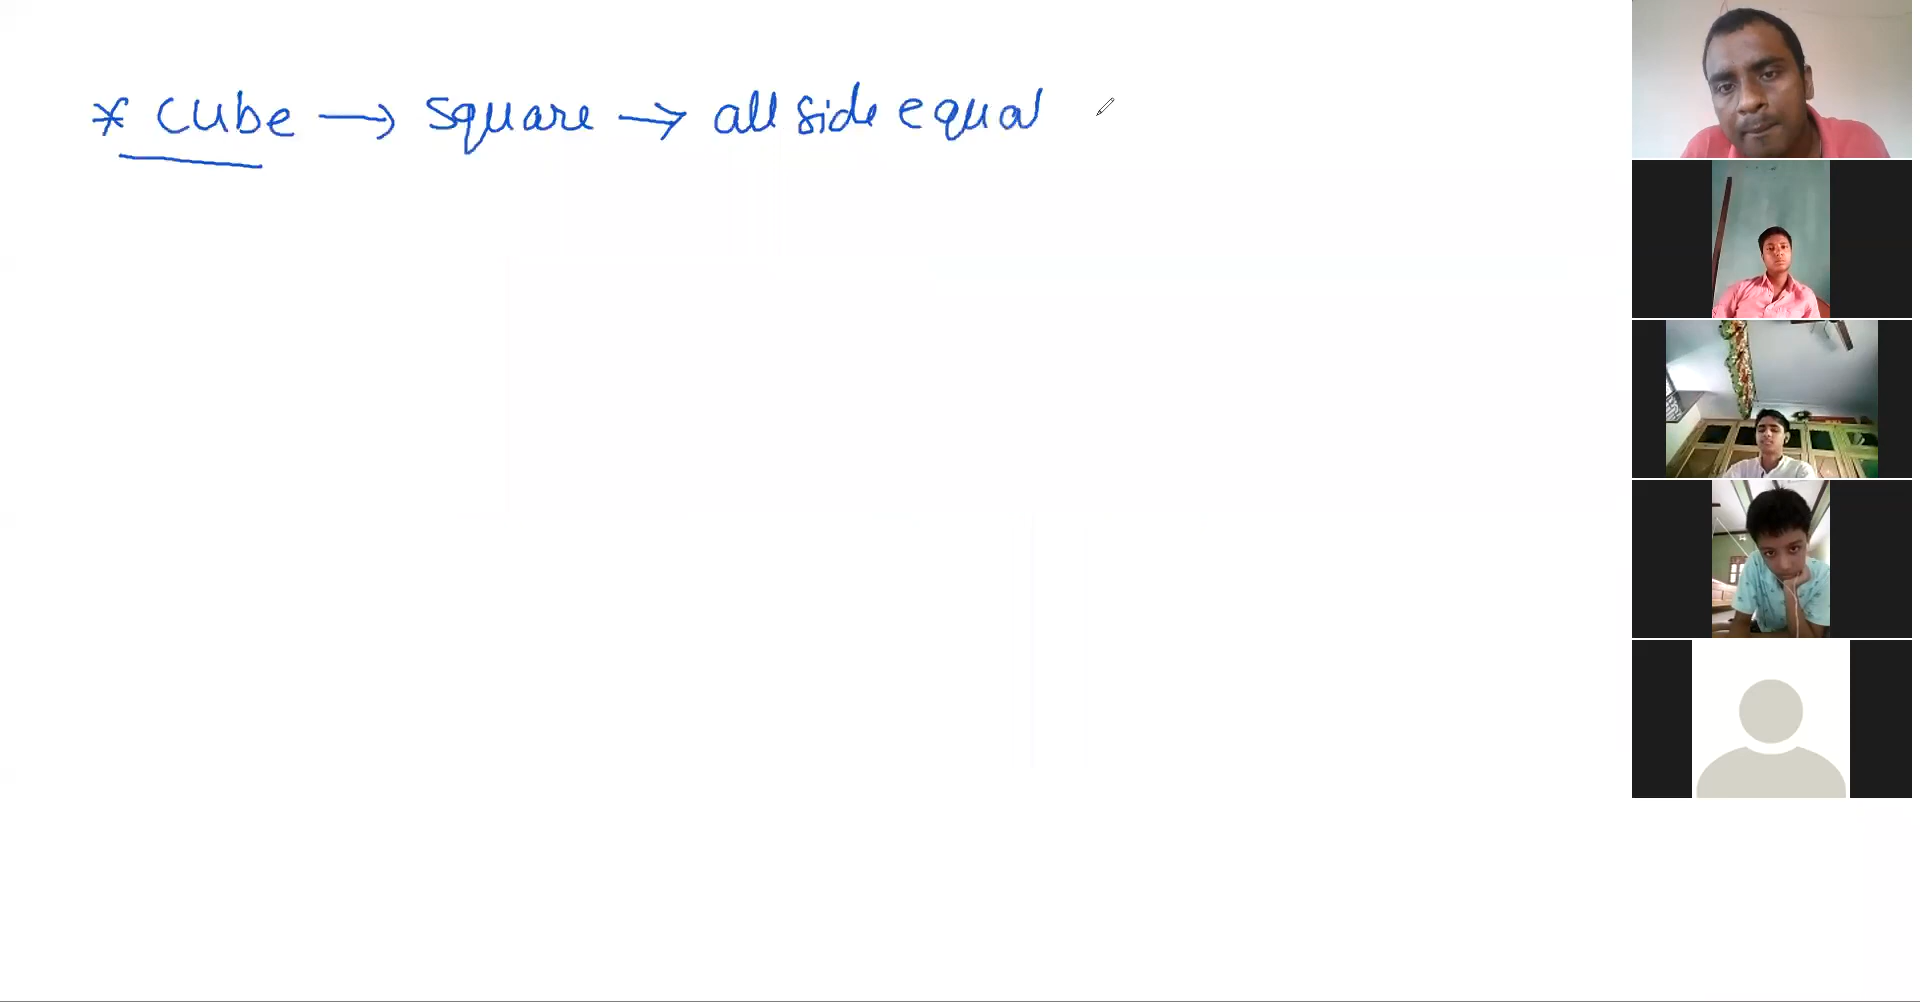 * cube → square → all side equal